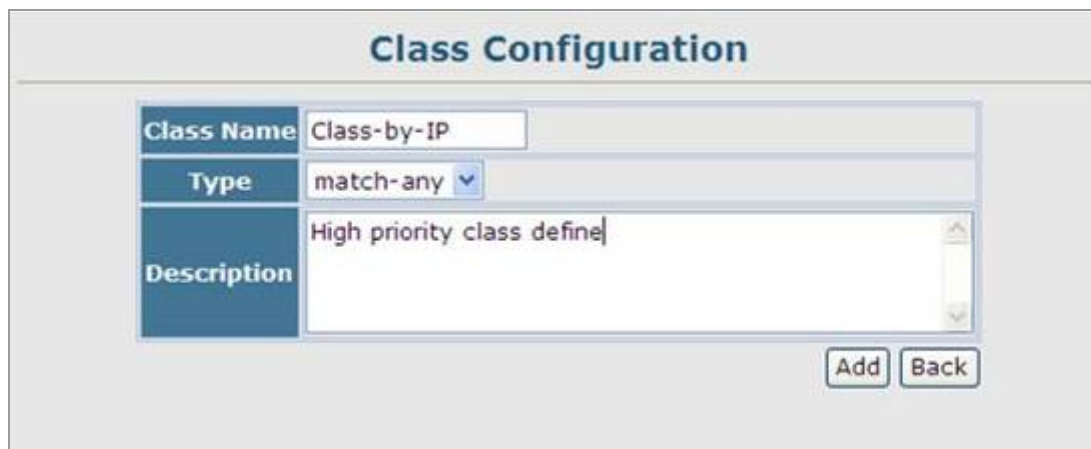 Class Configuration
Class Name Class-by-IP
Type match-any
Description High priority class define
Add Back